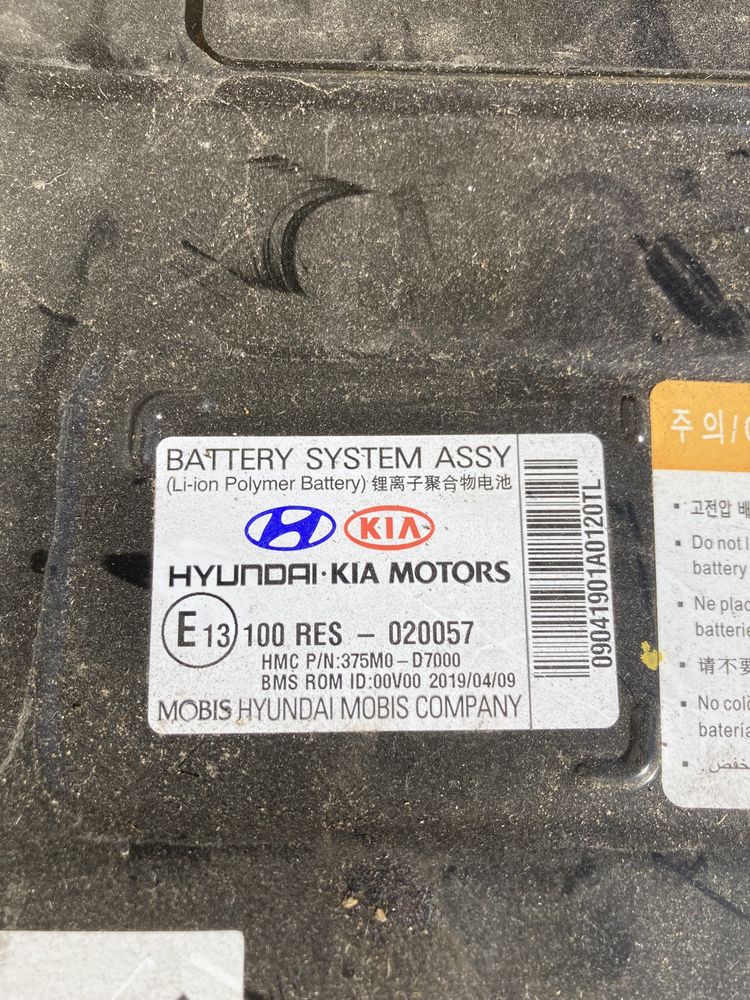 BATTERY SYSTEM ASSY
(Li-ion Polymer Battery) 锂离子聚合物电池
KIA
HYUNDAI·KIA MOTORS
E13 100 RES - 020057
HMC P/N:375M0-D7000
BMS ROM ID:00V00 2019/04/09
MOBIS HYUNDAI MOBIS COMPANY
09041901A0120TL
주의/
고전압 배
Do not
battery
Ne plac
batterie
请不要
No colo
batería